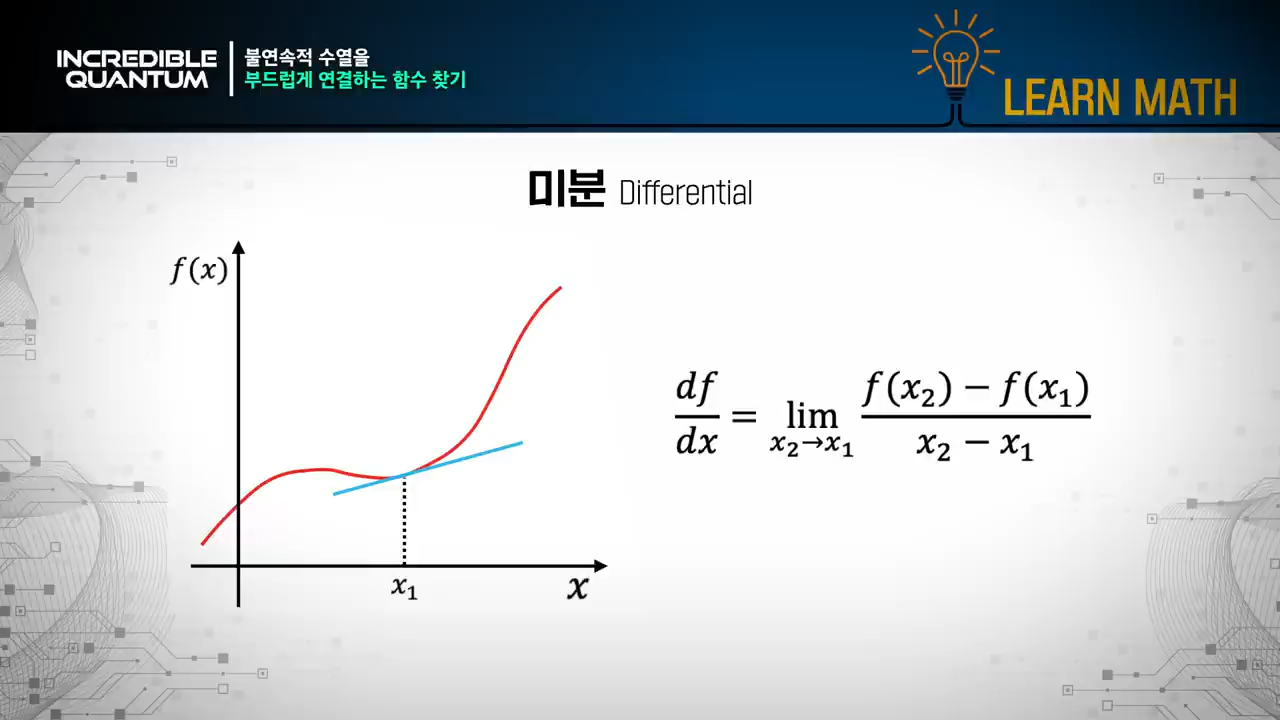 INCREDIBLE
QUANTUM
불연속적 수열을
부드럽게 연결하는 함수 찾기
LEARN MATH
미분 Differential
f(x)
x₁
x
df/dx = lim x₂→x₁ f(x₂) − f(x₁) / x₂ − x₁